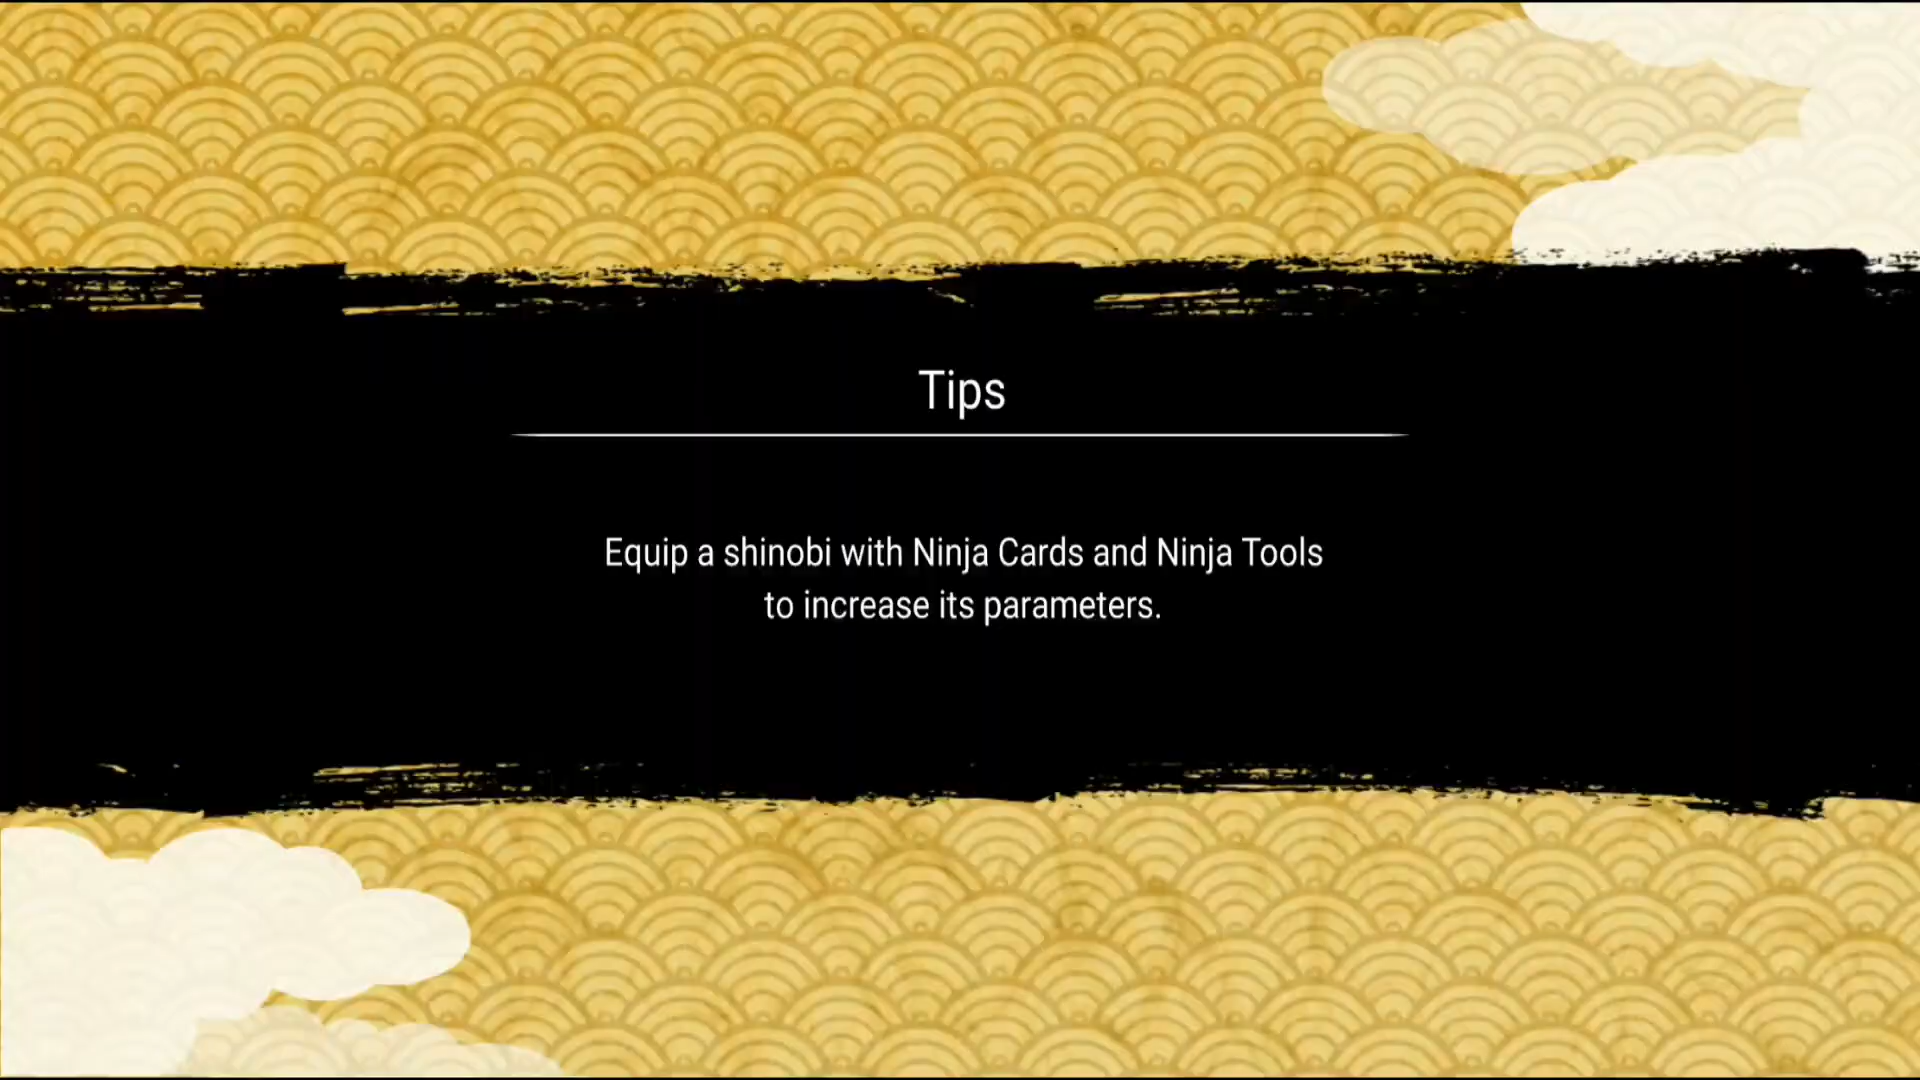 Tips
Equip a shinobi with Ninja Cards and Ninja Tools
to increase its parameters.